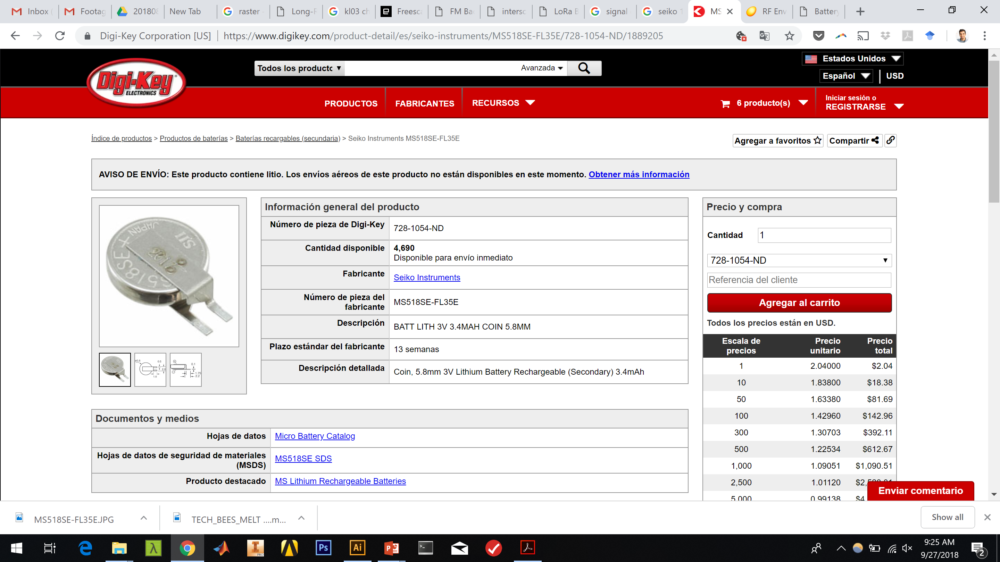 Inbox (
Footag
201808
New Tab
raster -
Long-F
kl03 ch
Freesca
FM Bac
intersc
LoRa B
signal
seiko 1
MS
RF Env
Battery
Digi-Key Corporation [US]
https://www.digikey.com/product-detail/es/seiko-instruments/MS518SE-FL35E/728-1054-ND/1889205
Digi-Key
ELECTRONICS
Todos los productc
Avanzada
Estados Unidos
Español
USD
PRODUCTOS
FABRICANTES
RECURSOS
6 producto(s)
Iniciar sesión o
REGISTRARSE
Índice de productos > Productos de baterías > Baterías recargables (secundaria) > Seiko Instruments MS518SE-FL35E
Agregar a favoritos
Compartir
AVISO DE ENVÍO: Este producto contiene litio. Los envíos aéreos de este producto no están disponibles en este momento. Obtener más información
JAPAN
SII
MS518SE +
Información general del producto
Número de pieza de Digi-Key
728-1054-ND
Cantidad disponible
4,690
Disponible para envío inmediato
Fabricante
Seiko Instruments
Número de pieza del
fabricante
MS518SE-FL35E
Descripción
BATT LITH 3V 3.4MAH COIN 5.8MM
Plazo estándar del fabricante
13 semanas
Descripción detallada
Coin, 5.8mm 3V Lithium Battery Rechargeable (Secondary) 3.4mAh
Documentos y medios
Hojas de datos
Micro Battery Catalog
Hojas de datos de seguridad de materiales
(MSDS)
MS518SE SDS
Producto destacado
MS Lithium Rechargeable Batteries
Precio y compra
Cantidad
1
728-1054-ND
Referencia del cliente
Agregar al carrito
Todos los precios están en USD.
Escala de precios Precio unitario Precio total
1 2.04000 $2.04
10 1.83800 $18.38
50 1.63380 $81.69
100 1.42960 $142.96
300 1.30703 $392.11
500 1.22534 $612.67
1,000 1.09051 $1,090.51
2,500 1.01120
5,000 0.99138
Enviar comentario
MS518SE-FL35E.JPG
TECH_BEES_MELT ....m...
Show all
PRO
Ps
Ai
9:25 AM
9/27/2018
2